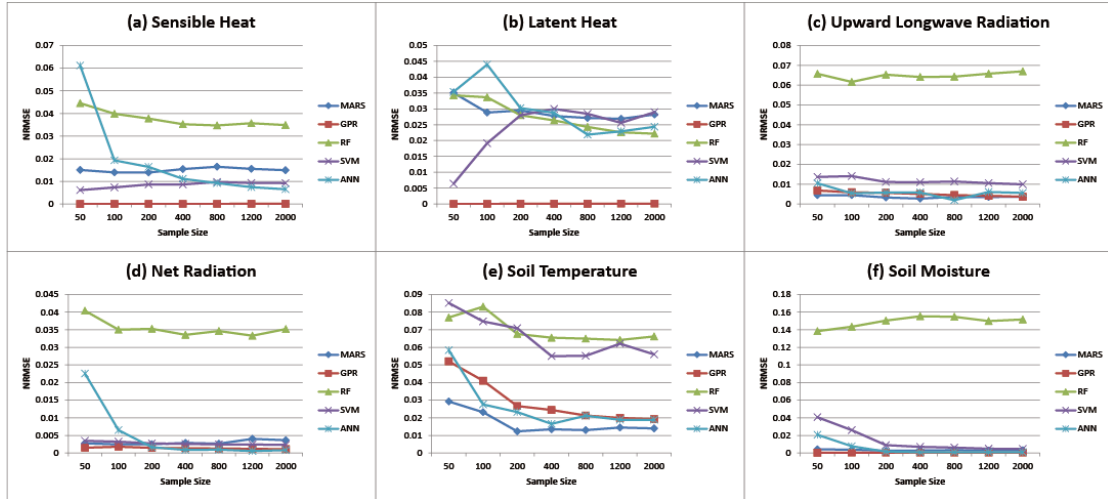 (a) Sensible Heat
0.07
0.06
0.05
0.04
0.03
0.02
0.01
0
NRMSE
50 100 200 400 800 1200 2000
Sample Size
MARS
GPR
RF
SVM
ANN
(b) Latent Heat
0.05
0.045
0.04
0.035
0.03
0.025
0.02
0.015
0.01
0.005
0
NRMSE
50 100 200 400 800 1200 2000
Sample Size
MARS
GPR
RF
SVM
ANN
(c) Upward Longwave Radiation
0.08
0.07
0.06
0.05
0.04
0.03
0.02
0.01
0
NRMSE
50 100 200 400 800 1200 2000
Sample Size
MARS
GPR
RF
SVM
ANN
(d) Net Radiation
0.045
0.04
0.035
0.03
0.025
0.02
0.015
0.01
0.005
0
NRMSE
50 100 200 400 800 1200 2000
Sample Size
MARS
GPR
RF
SVM
ANN
(e) Soil Temperature
0.09
0.08
0.07
0.06
0.05
0.04
0.03
0.02
0.01
0
NRMSE
50 100 200 400 800 1200 2000
Sample Size
MARS
GPR
RF
SVM
ANN
(f) Soil Moisture
0.18
0.16
0.14
0.12
0.1
0.08
0.06
0.04
0.02
0
NRMSE
50 100 200 400 800 1200 2000
Sample Size
MARS
GPR
RF
SVM
ANN